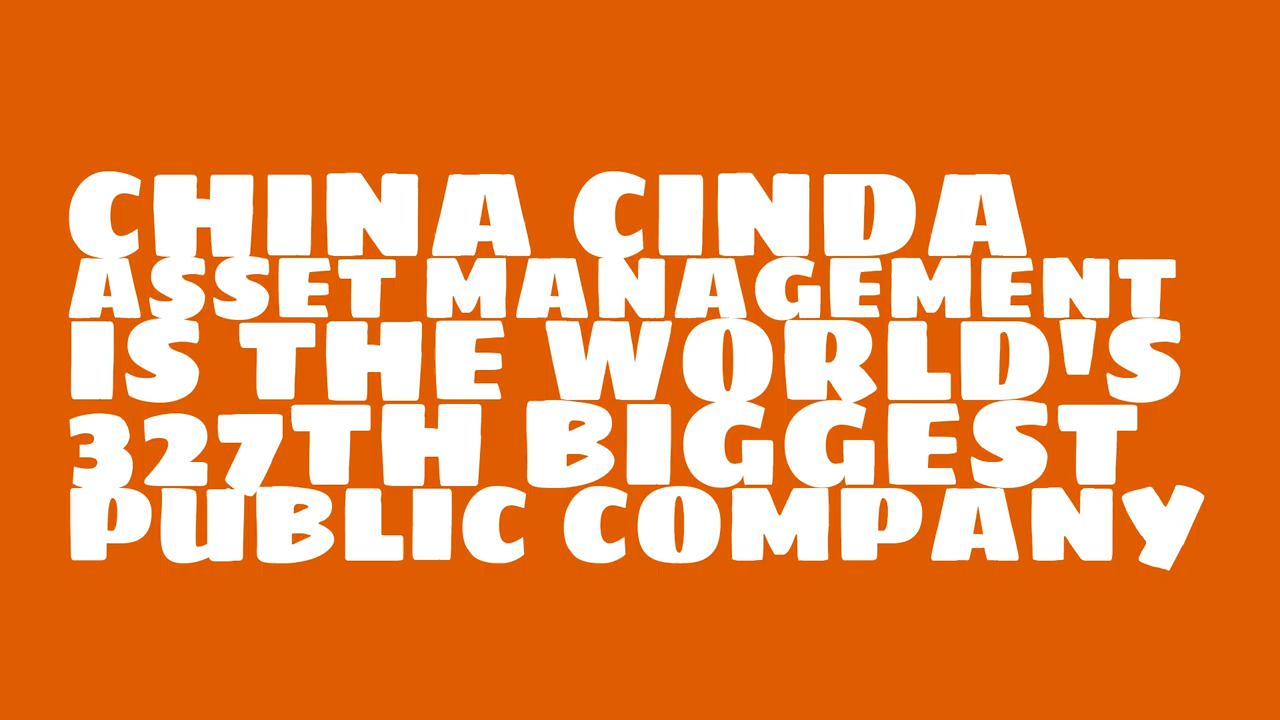 CHINA CINDA
ASSET MANAGEMENT
IS THE WORLD'S
327TH BIGGEST
PUBLIC COMPANY